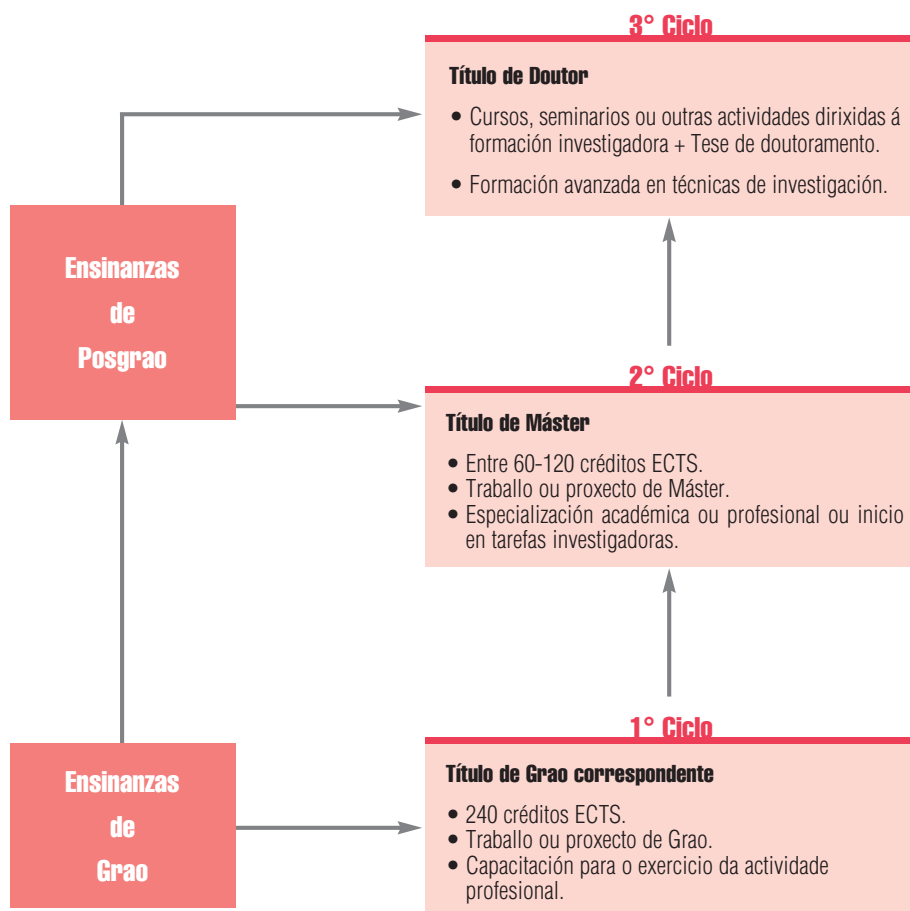 3° Ciclo
Título de Doutor
• Cursos, seminarios ou outras actividades dirixidas á
formación investigadora + Tese de doutoramento.
• Formación avanzada en técnicas de investigación.
Ensinanzas
de
Posgrao
2° Ciclo
Título de Máster
• Entre 60-120 créditos ECTS.
• Traballo ou proxecto de Máster.
• Especialización académica ou profesional ou inicio
en tarefas investigadoras.
1° Ciclo
Ensinanzas
de
Grao
Título de Grao correspondente
• 240 créditos ECTS.
• Traballo ou proxecto de Grao.
• Capacitación para o exercicio da actividade
profesional.